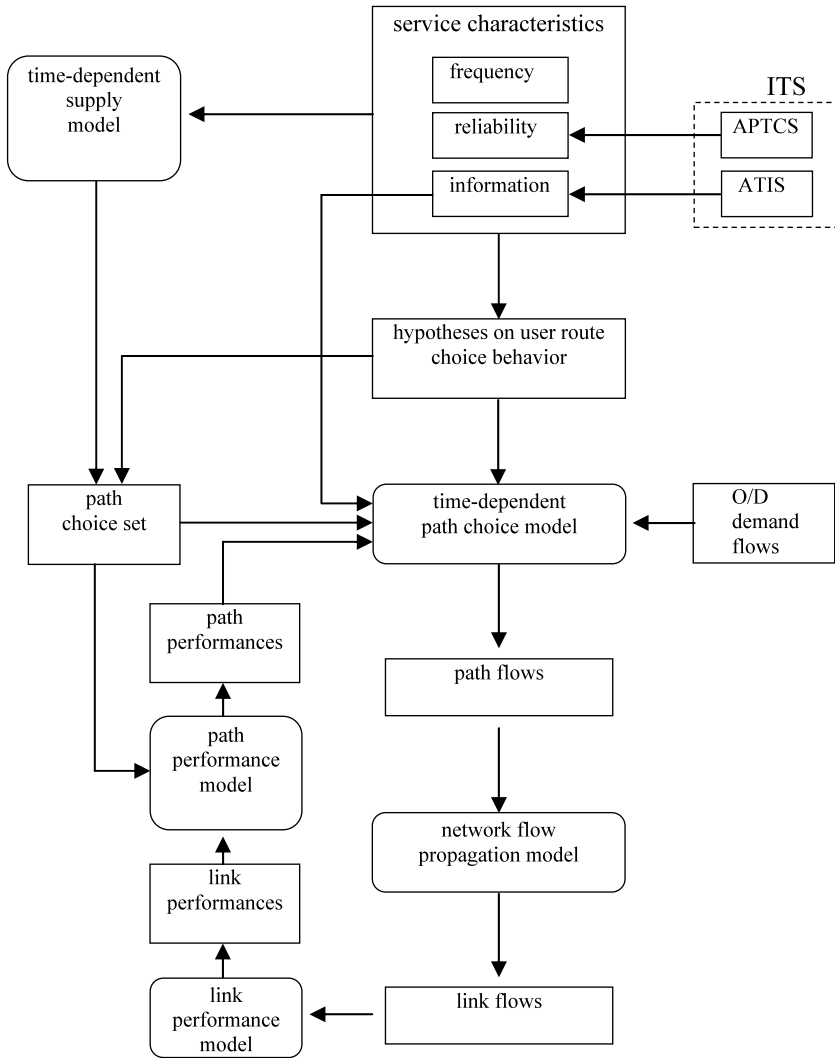 service characteristics
frequency
reliability
information
ITS
APTCS
ATIS
time-dependent
supply
model
hypotheses on user route
choice behavior
path
choice set
time-dependent
path choice model
O/D
demand
flows
path
performances
path flows
path
performance
model
network flow
propagation model
link
performances
link
performance
model
link flows